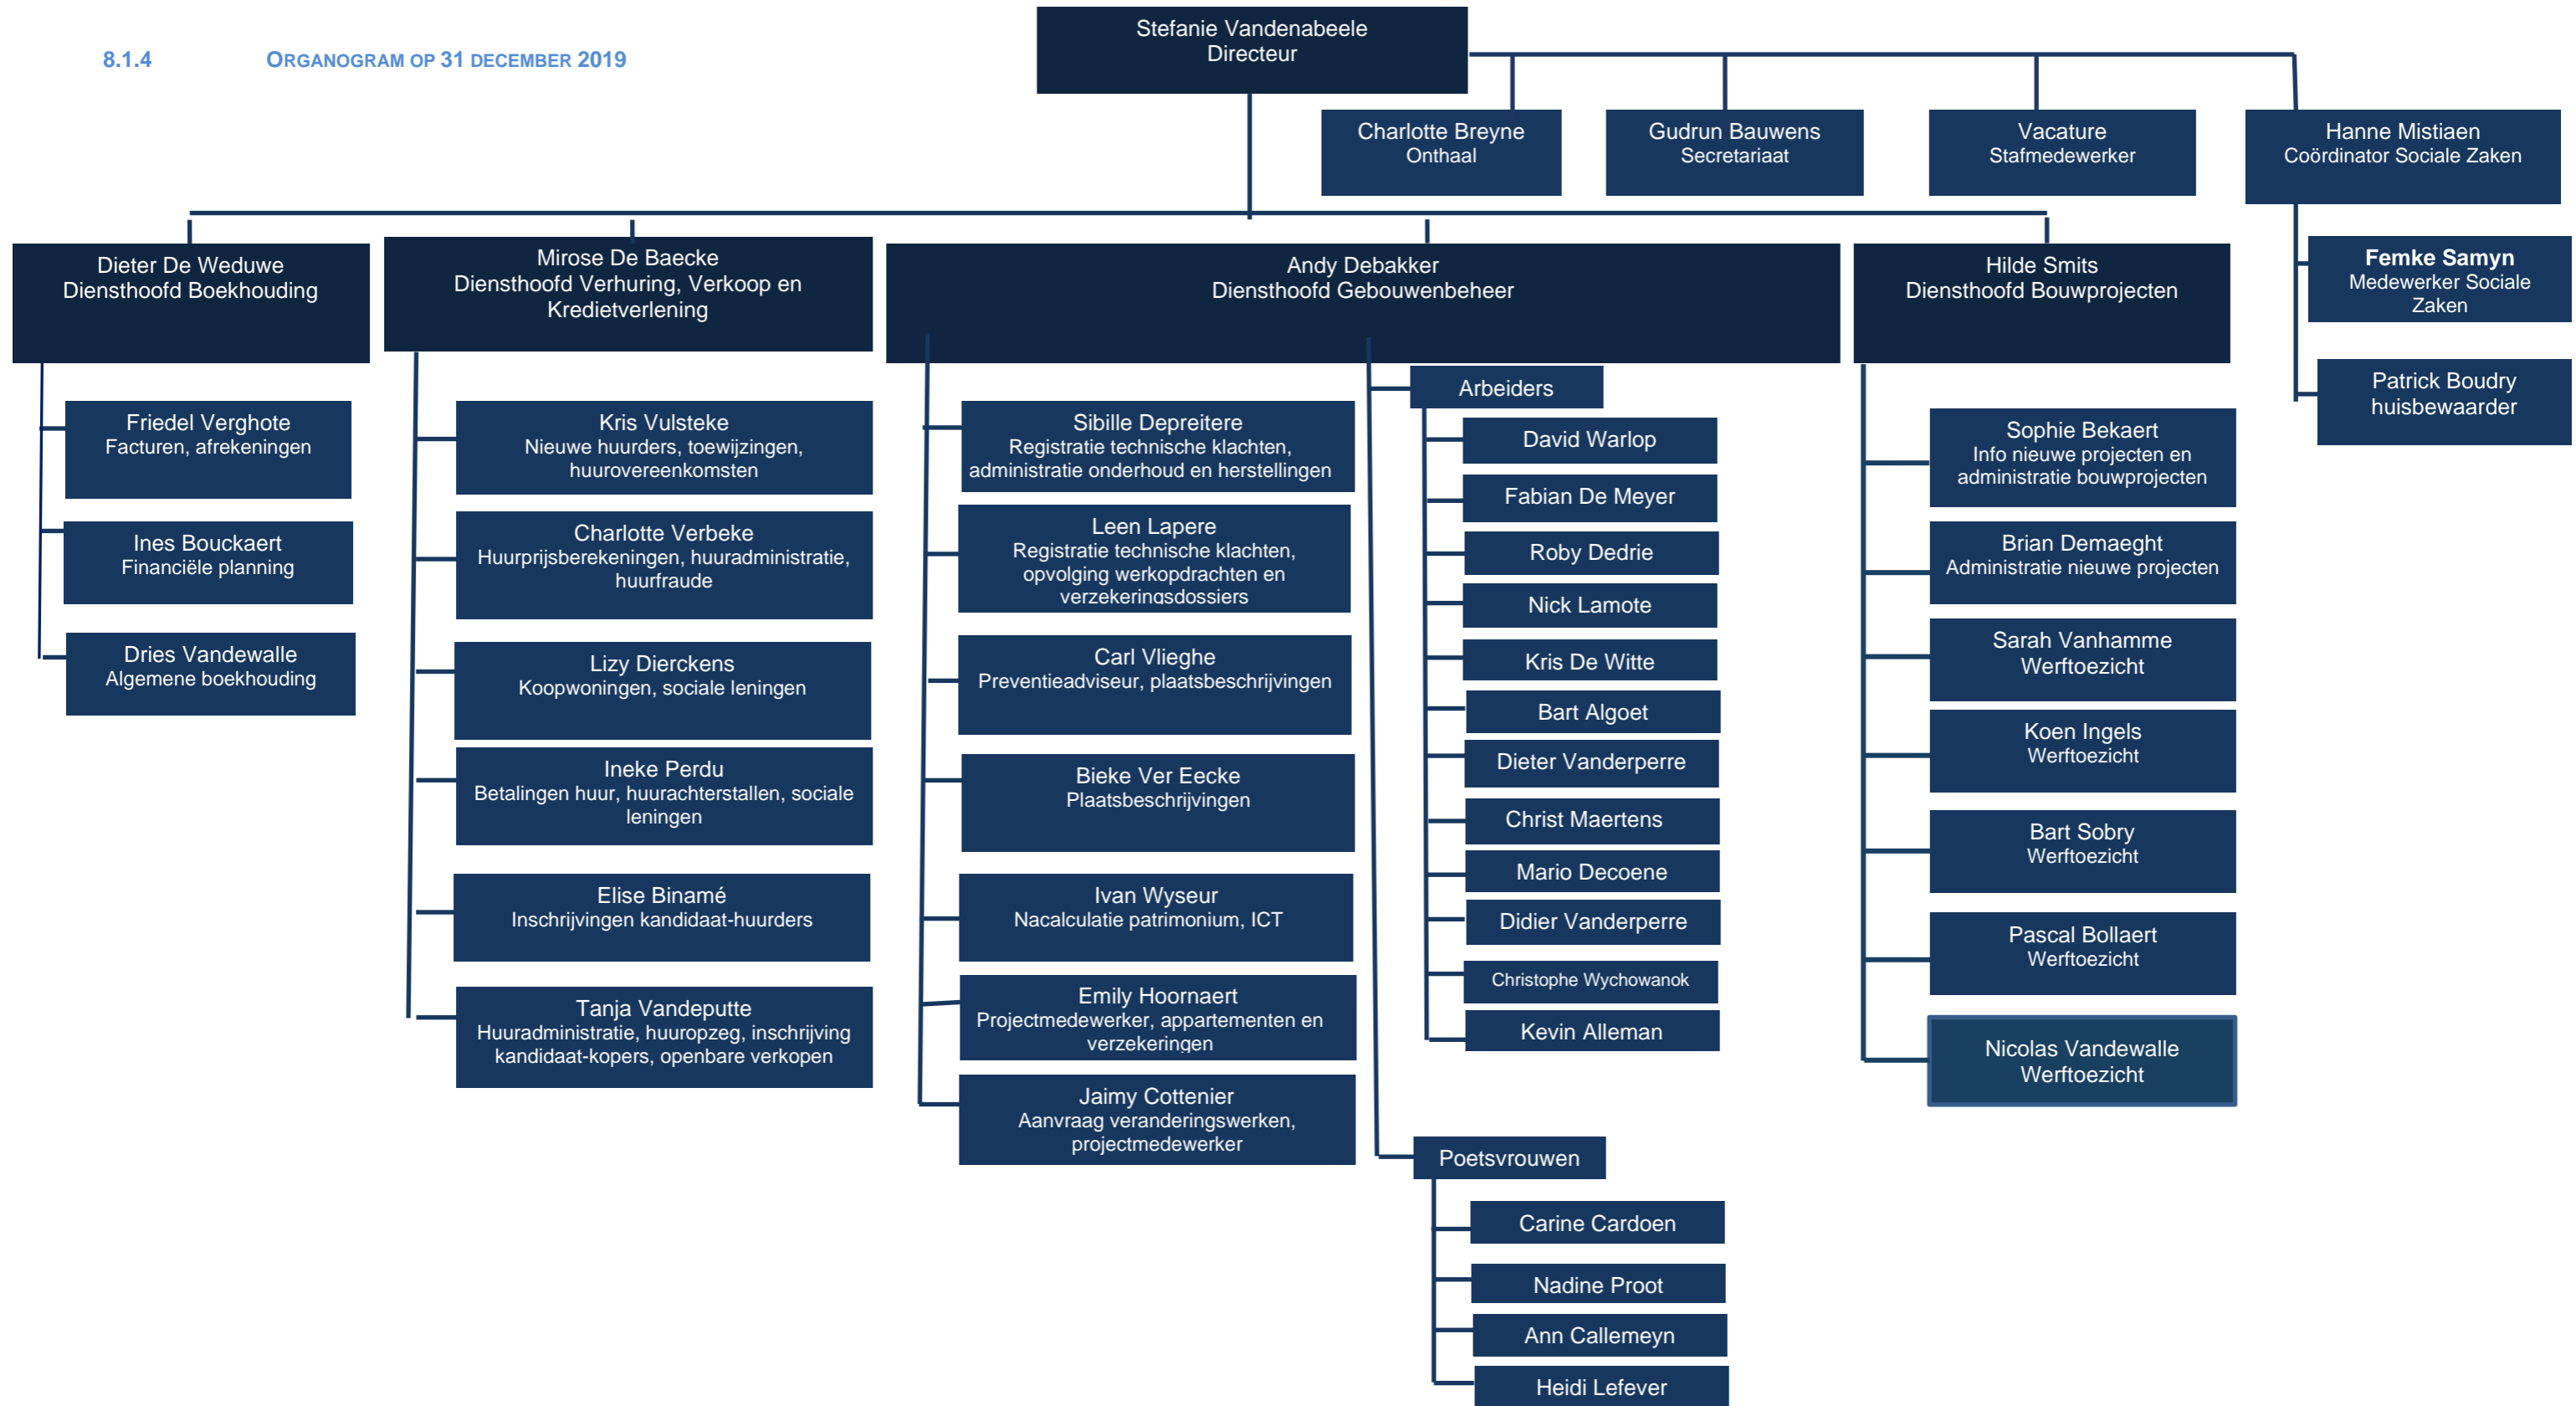 8.1.4 ORGANOGRAM OP 31 DECEMBER 2019
Stefanie Vandenabeele
Directeur
Charlotte Breyne
Onthaal
Gudrun Bauwens
Secretariaat
Vacature
Stafmedewerker
Hanne Mistiaen
Coördinator Sociale Zaken
Femke Samyn
Medewerker Sociale
Zaken
Patrick Boudry
huisbewaarder
Dieter De Weduwe
Diensthoofd Boekhouding
Friedel Verghote
Facturen, afrekeningen
Ines Bouckaert
Financiële planning
Dries Vandewalle
Algemene boekhouding
Mirose De Baecke
Diensthoofd Verhuring, Verkoop en
Kredietverlening
Kris Vulsteke
Nieuwe huurders, toewijzingen,
huurovereenkomsten
Charlotte Verbeke
Huurprijsberekeningen, huuradministratie,
huurfraude
Lizy Dierckens
Koopwoningen, sociale leningen
Ineke Perdu
Betalingen huur, huurachterstallen, sociale
leningen
Elise Binamé
Inschrijvingen kandidaat-huurders
Tanja Vandeputte
Huuradministratie, huuropzeg, inschrijving
kandidaat-kopers, openbare verkopen
Andy Debakker
Diensthoofd Gebouwenbeheer
Sibille Depreitere
Registratie technische klachten,
administratie onderhoud en herstellingen
Leen Lapere
Registratie technische klachten,
opvolging werkopdrachten en
verzekeringsdossiers
Carl Vlieghe
Preventieadviseur, plaatsbeschrijvingen
Bieke Ver Eecke
Plaatsbeschrijvingen
Ivan Wyseur
Nacalculatie patrimonium, ICT
Emily Hoornaert
Projectmedewerker, appartementen en
verzekeringen
Jaimy Cottenier
Aanvraag veranderingswerken,
projectmedewerker
Arbeiders
David Warlop
Fabian De Meyer
Roby Dedrie
Nick Lamote
Kris De Witte
Bart Algoet
Dieter Vanderperre
Christ Maertens
Mario Decoene
Didier Vanderperre
Christophe Wychowanok
Kevin Alleman
Poetsvrouwen
Carine Cardoen
Nadine Proot
Ann Callemeyn
Heidi Lefever
Hilde Smits
Diensthoofd Bouwprojecten
Sophie Bekaert
Info nieuwe projecten en
administratie bouwprojecten
Brian Demaeght
Administratie nieuwe projecten
Sarah Vanhamme
Werftoezicht
Koen Ingels
Werftoezicht
Bart Sobry
Werftoezicht
Pascal Bollaert
Werftoezicht
Nicolas Vandewalle
Werftoezicht